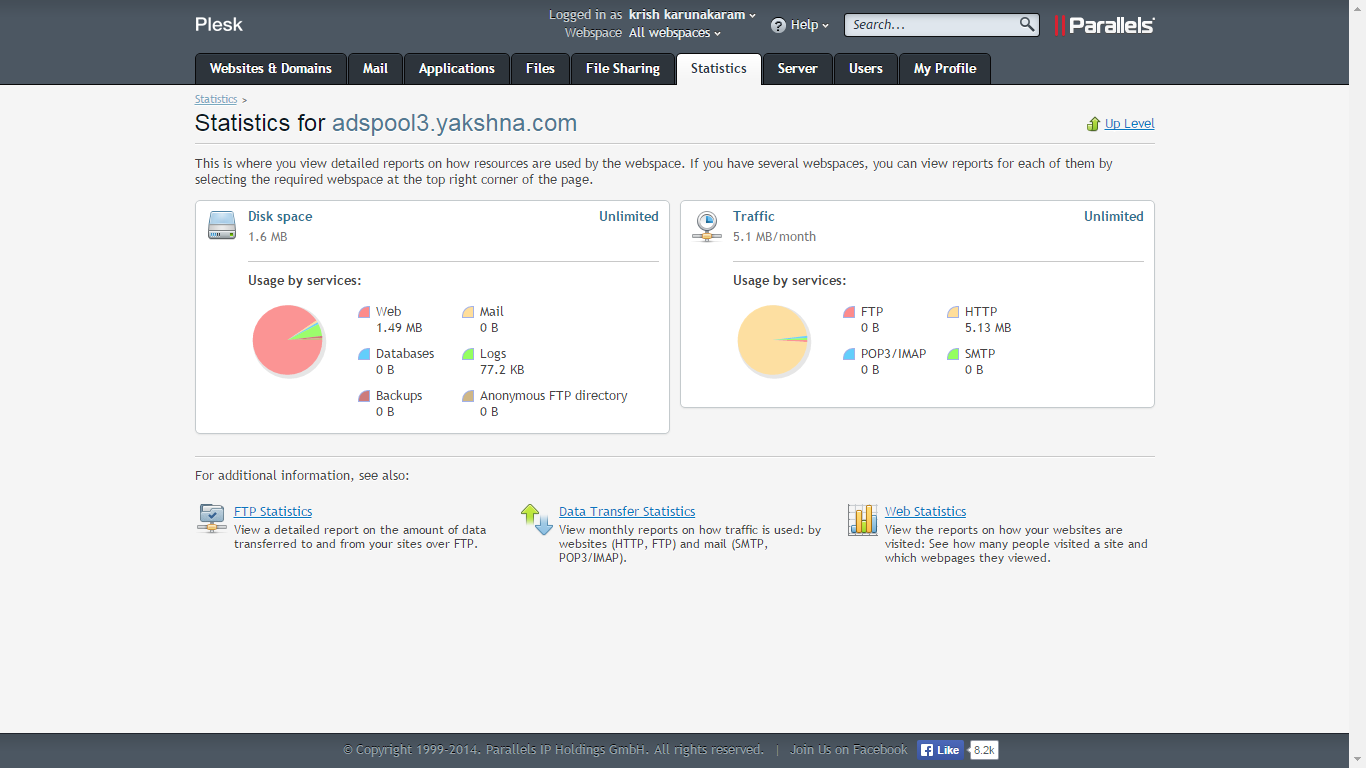 Plesk
Logged in as krish karunakaram
Webspace All webspaces
Help
Search...
Parallels
Websites & Domains
Mail
Applications
Files
File Sharing
Statistics
Server
Users
My Profile
Statistics >
Statistics for adspool3.yakshna.com
Up Level
This is where you view detailed reports on how resources are used by the webspace. If you have several webspaces, you can view reports for each of them by
selecting the required webspace at the top right corner of the page.
Disk space
Unlimited
1.6 MB
Usage by services:
Web
1.49 MB
Mail
0 B
Databases
0 B
Logs
77.2 KB
Backups
0 B
Anonymous FTP directory
0 B
Traffic
Unlimited
5.1 MB/month
Usage by services:
FTP
0 B
HTTP
5.13 MB
POP3/IMAP
0 B
SMTP
0 B
For additional information, see also:
FTP Statistics
View a detailed report on the amount of data
transferred to and from your sites over FTP.
Data Transfer Statistics
View monthly reports on how traffic is used: by
websites (HTTP, FTP) and mail (SMTP,
POP3/IMAP).
Web Statistics
View the reports on how your websites are
visited: See how many people visited a site and
which webpages they viewed.
© Copyright 1999-2014. Parallels IP Holdings GmbH. All rights reserved. | Join Us on Facebook
Like
8.2k